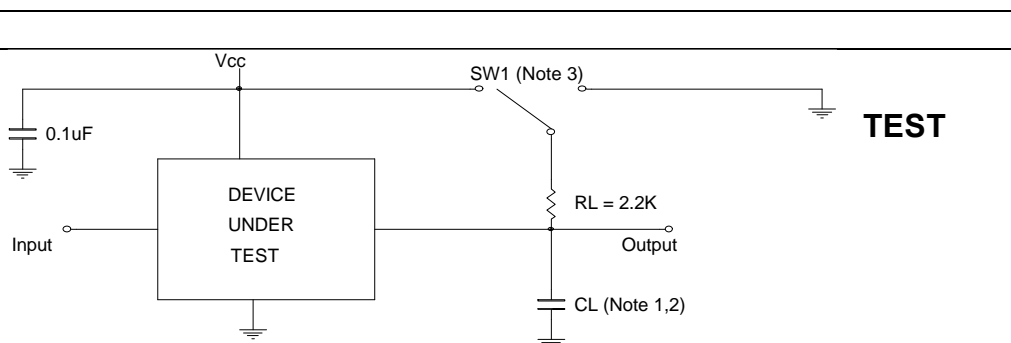 Vcc
SW1 (Note 3)
0.1uF
TEST
DEVICE
UNDER
TEST
RL = 2.2K
Input
Output
CL (Note 1,2)